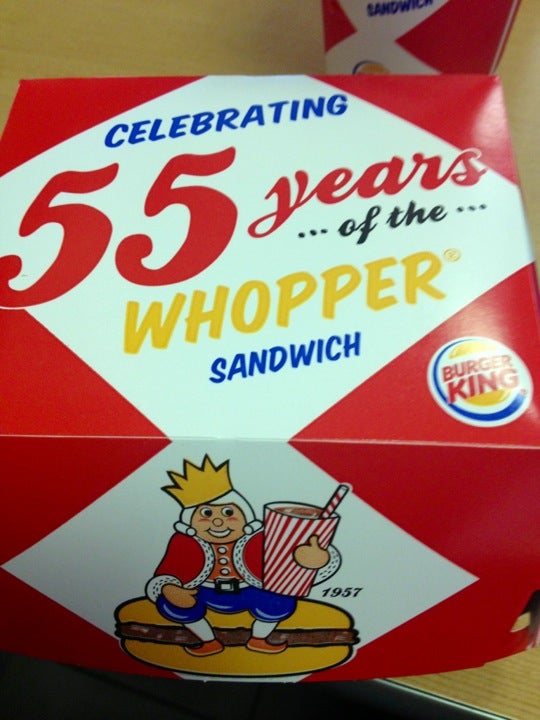 SANDWICH
CELEBRATING
55 years
... of the ...
WHOPPER®
SANDWICH
BURGER
KING®
1957